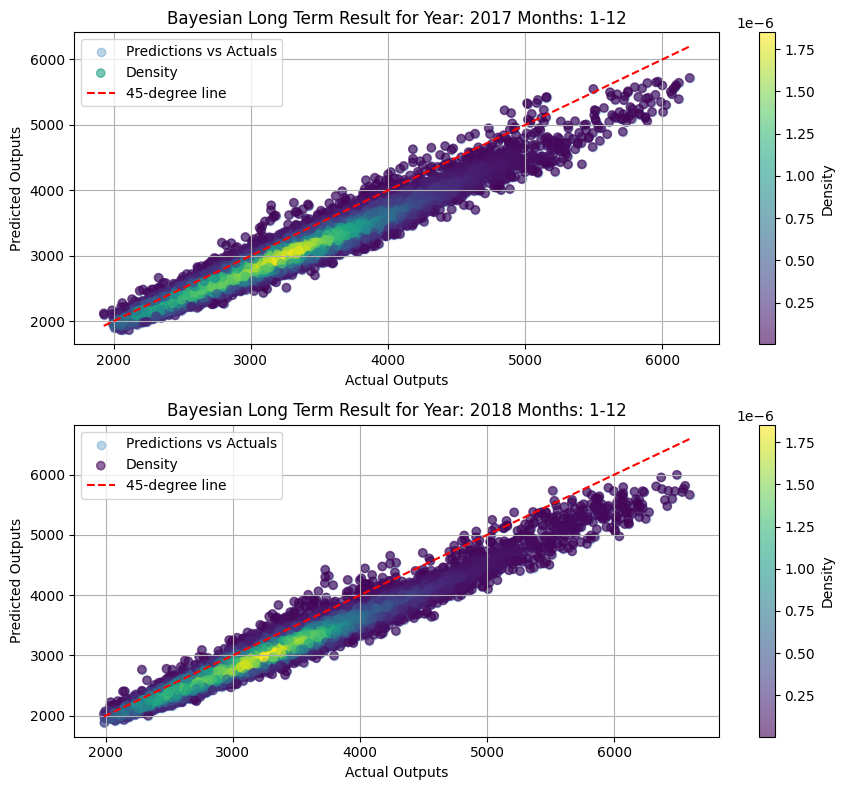 Bayesian Long Term Result for Year: 2017 Months: 1-12
1e−6
Predictions vs Actuals
Density
45-degree line
6000
5000
4000
3000
2000
Predicted Outputs
2000 3000 4000 5000 6000
Actual Outputs
1.75
1.50
1.25
1.00
0.75
0.50
0.25
Density
Bayesian Long Term Result for Year: 2018 Months: 1-12
1e−6
Predictions vs Actuals
Density
45-degree line
6000
5000
4000
3000
2000
Predicted Outputs
2000 3000 4000 5000 6000
Actual Outputs
1.75
1.50
1.25
1.00
0.75
0.50
0.25
Density